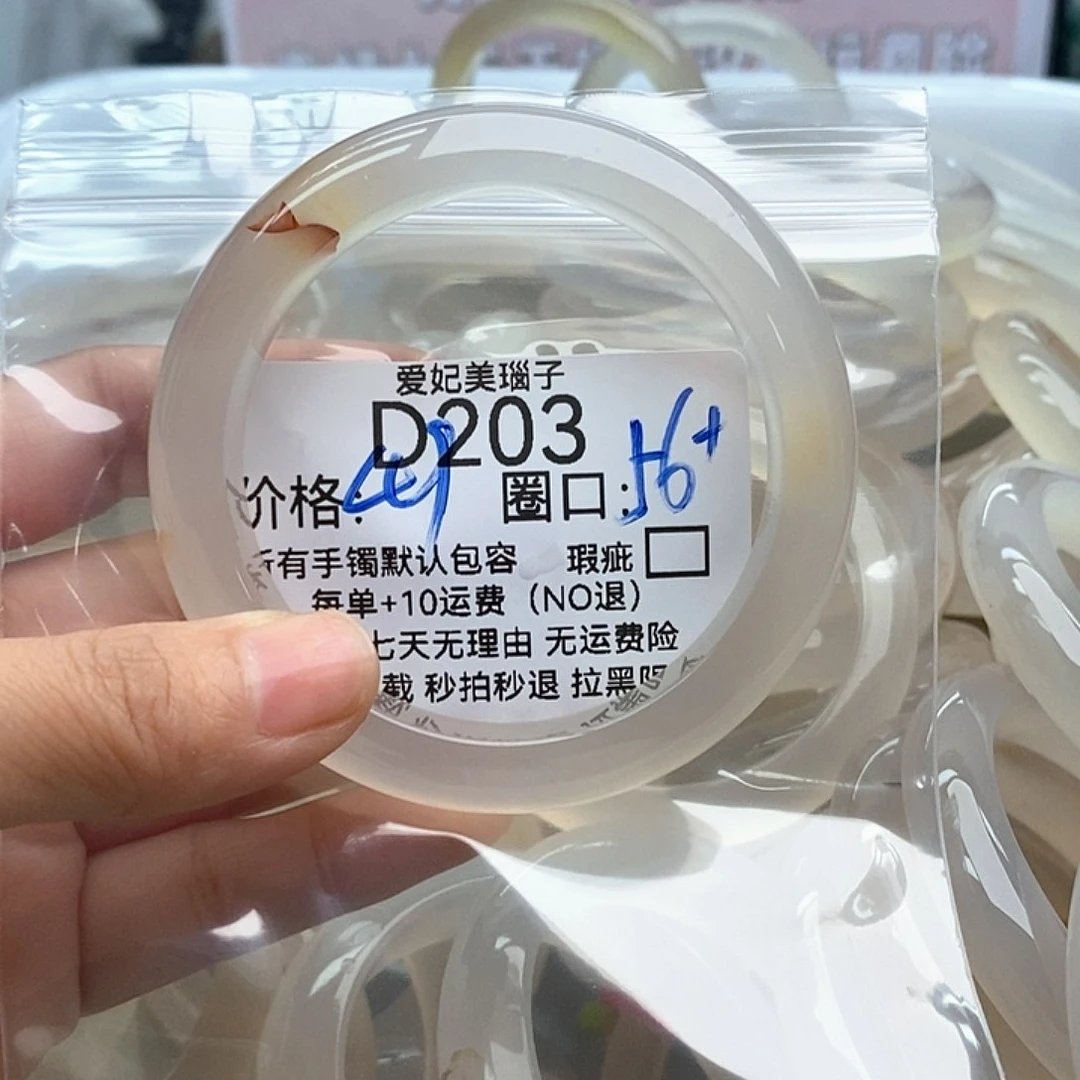 爱妃美瑙子
D203
价格: 圈口: 56+
有手镯默认包容 瑕疵
每单+10运费（NO退）
七天无理由 无运费险
载 秒拍秒退 拉黑